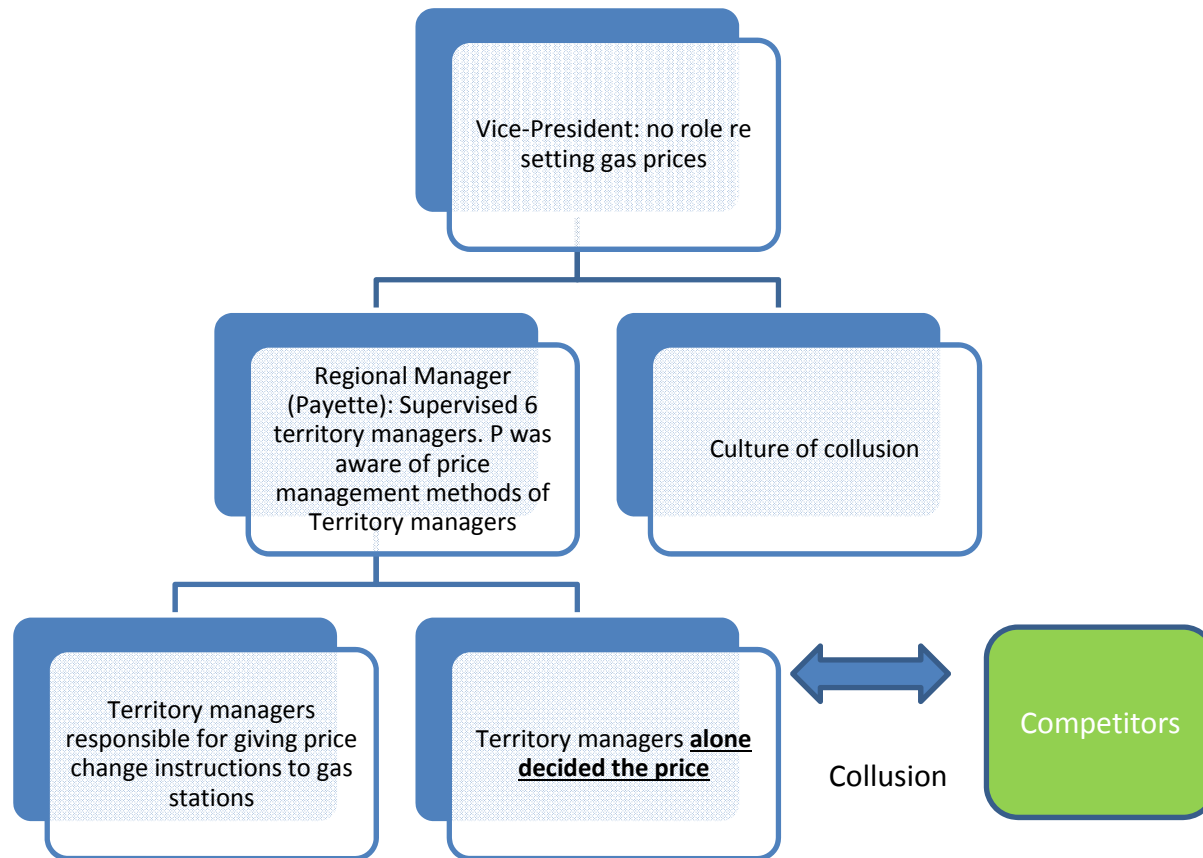 Vice-President: no role re
setting gas prices
Regional Manager
(Payette): Supervised 6
territory managers. P was
aware of price
management methods of
Territory managers
Culture of collusion
Territory managers
responsible for giving price
change instructions to gas
stations
Territory managers alone
decided the price
Collusion
Competitors